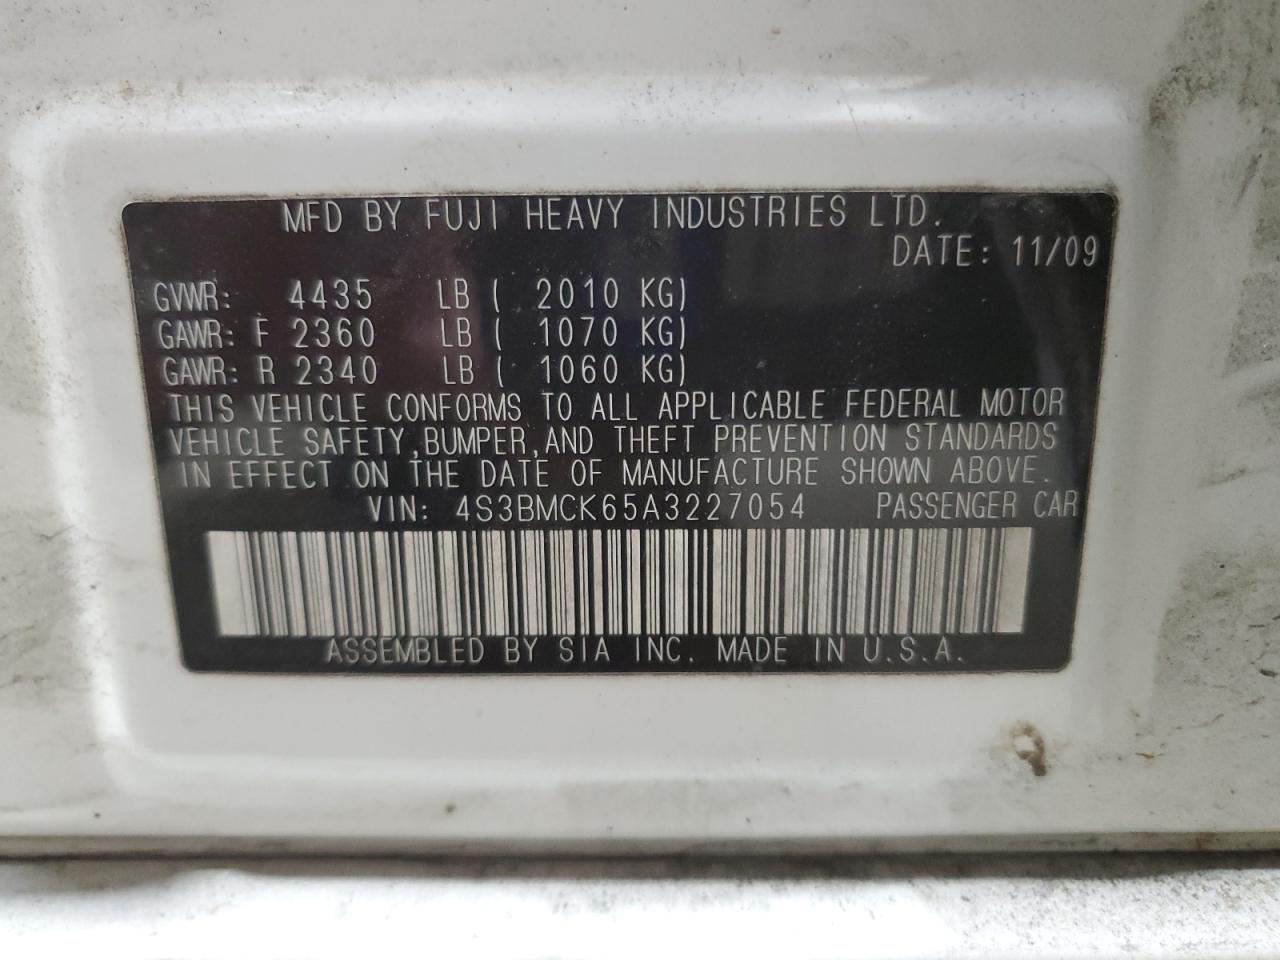 MFD BY FUJI HEAVY INDUSTRIES LTD.
DATE: 11/09
GVWR: 4435 LB ( 2010 KG)
GAWR: F 2360 LB ( 1070 KG)
GAWR: R 2340 LB ( 1060 KG)
THIS VEHICLE CONFORMS TO ALL APPLICABLE FEDERAL MOTOR
VEHICLE SAFETY, BUMPER, AND THEFT PREVENTION STANDARDS
IN EFFECT ON THE DATE OF MANUFACTURE SHOWN ABOVE.
VIN: 4S3BMCK65A3227054 PASSENGER CAR
ASSEMBLED BY SIA INC. MADE IN U.S.A.